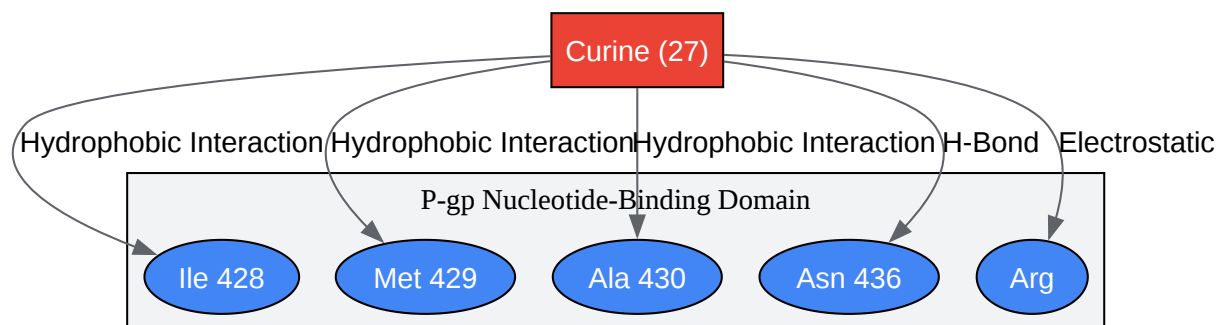 Curine (27)
Hydrophobic Interaction Hydrophobic Interaction Hydrophobic Interaction H-Bond Electrostatic
P-gp Nucleotide-Binding Domain
Ile 428 Met 429 Ala 430 Asn 436 Arg